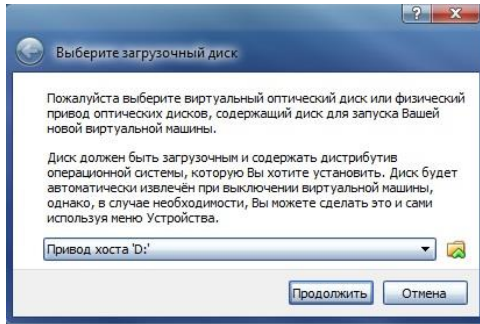 Выберите загрузочный диск
Пожалуйста выберите виртуальный оптический диск или физический
привод оптических дисков, содержащий диск для запуска Вашей
новой виртуальной машины.
Диск должен быть загрузочным и содержать дистрибутив
операционной системы, которую Вы хотите установить. Диск будет
автоматически извлечён при выключении виртуальной машины,
однако, в случае необходимости, Вы можете сделать это и сами
используя меню Устройства.
Привод хоста 'D:'
Продолжить Отмена